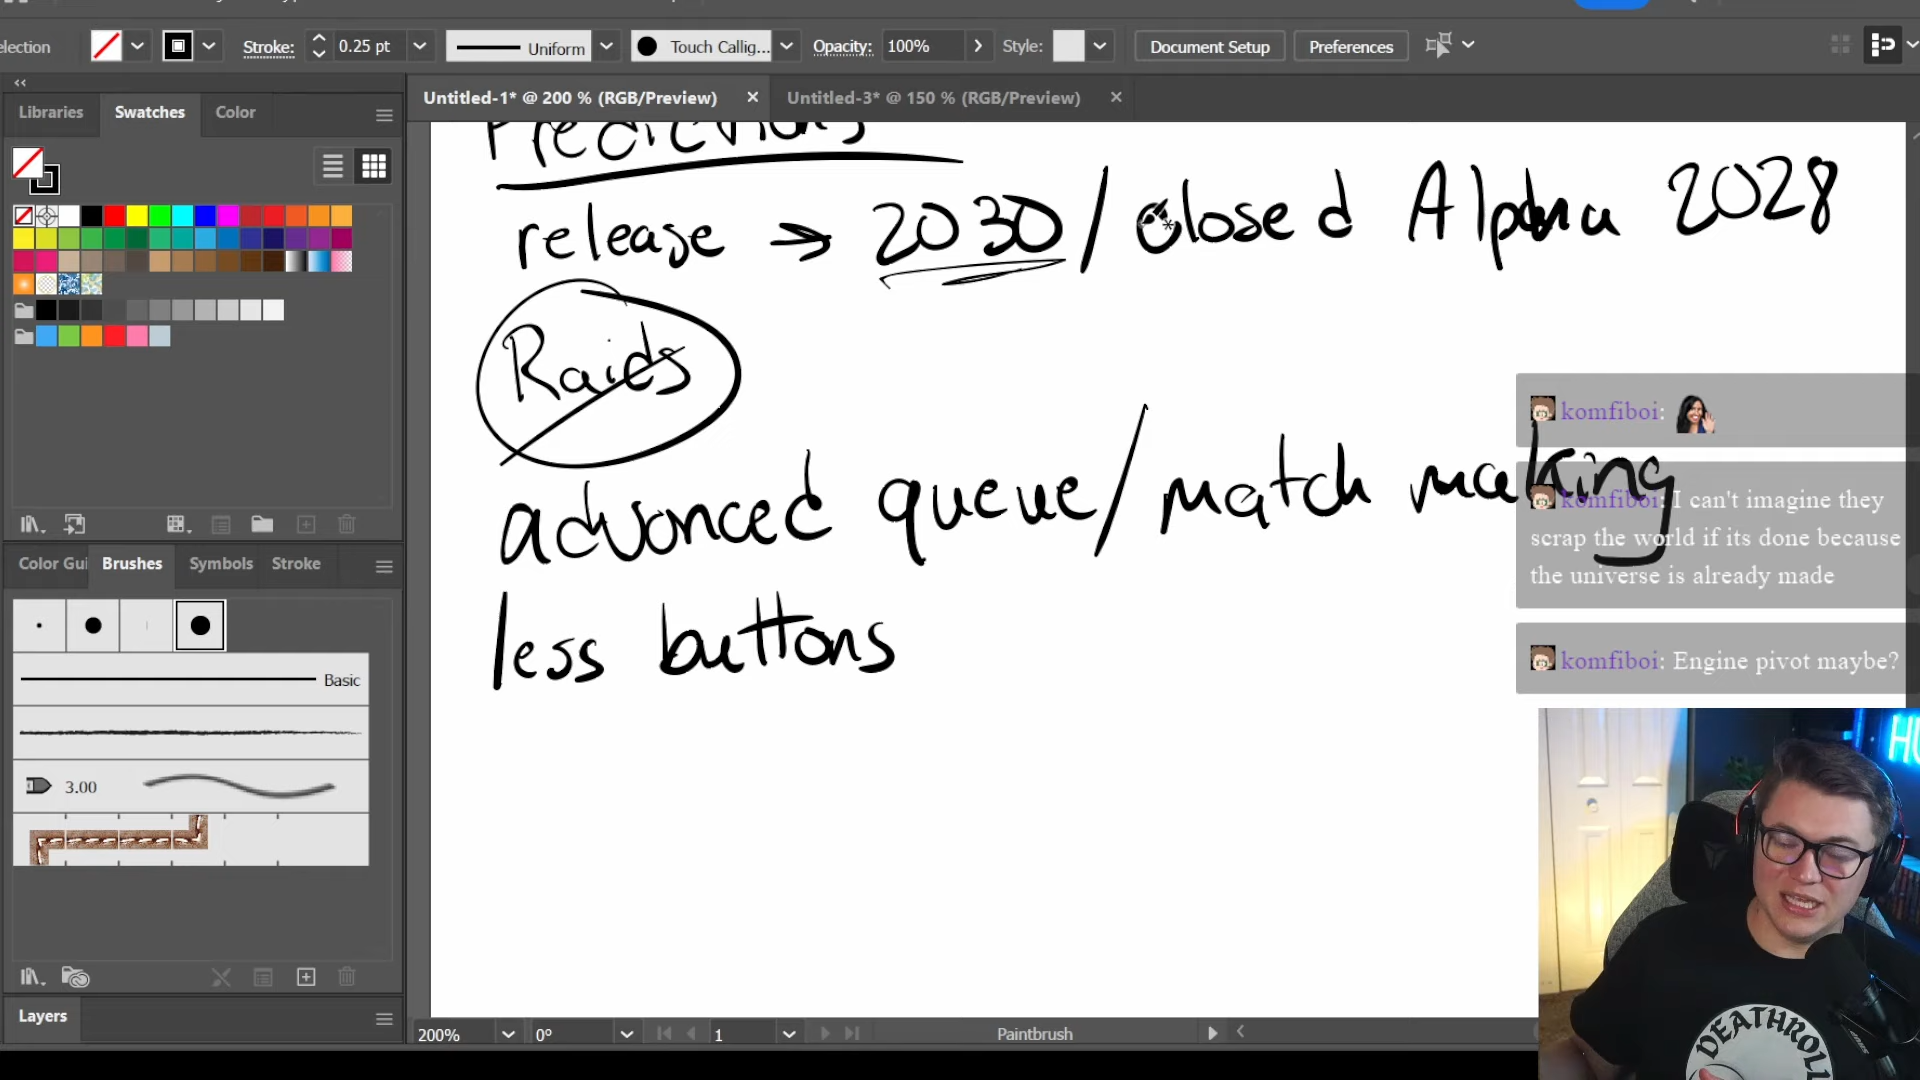 election
Stroke:
0.25 pt
Uniform
Touch Callig...
Opacity:
100%
Style:
Document Setup
Preferences
Untitled-1* @ 200 % (RGB/Preview)
Untitled-3* @ 150 % (RGB/Preview)
Libraries
Swatches
Color
Predictions
release → 2030 / closed Alpha 2028
Raids
advanced queue / match making
less buttons
komfiboi:
komfiboi: I can't imagine they
scrap the world if its done because
the universe is already made
komfiboi: Engine pivot maybe?
Color Gui
Brushes
Symbols
Stroke
Basic
3.00
Layers
200%
0°
1
Paintbrush
DEATHROLL